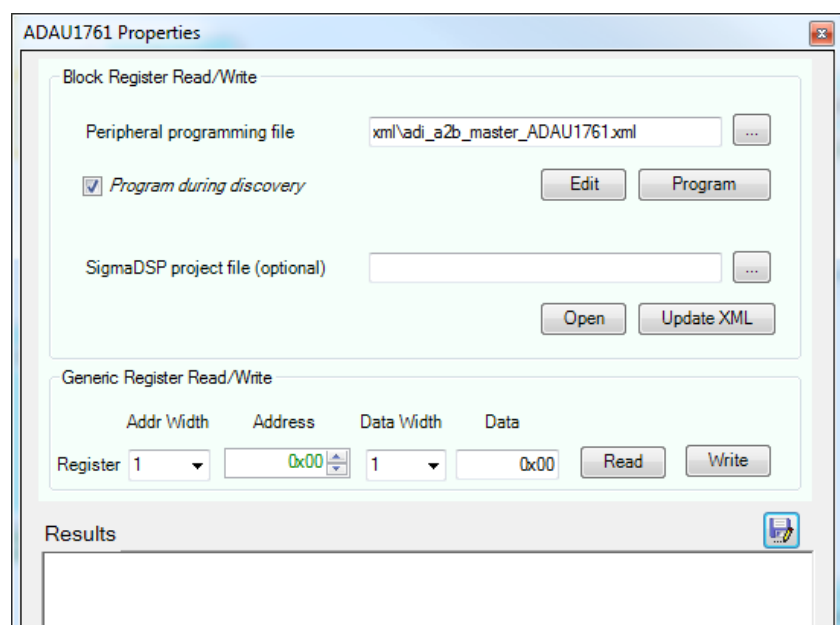 ADAU1761 Properties
Block Register Read/Write
Peripheral programming file xml\adi_a2b_master_ADAU1761.xml ...
Program during discovery Edit Program
SigmaDSP project file (optional) ...
Open Update XML
Generic Register Read/Write
Addr Width Address Data Width Data
Register 1 0x00 1 0x00 Read Write
Results